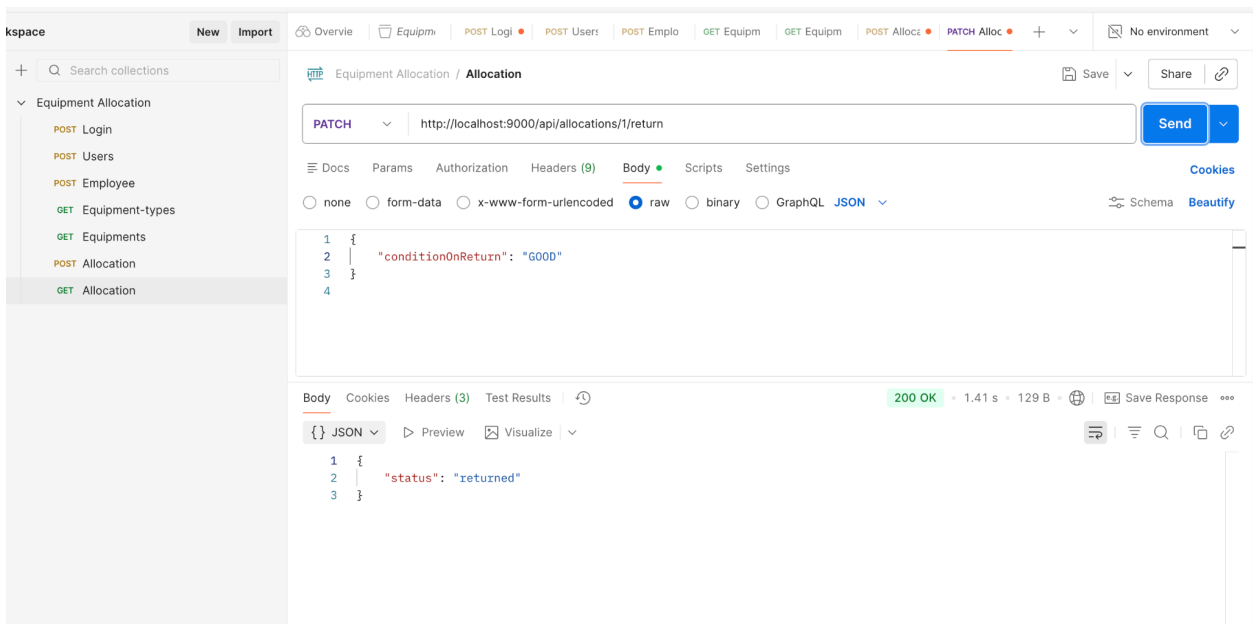 kspace New Import
Overvie Equipm POST Logi POST Users POST Emplo GET Equipm GET Equipm POST Alloca PATCH Alloc No environment
Search collections
HTTP Equipment Allocation / Allocation Save Share
Equipment Allocation
POST Login
POST Users
POST Employee
GET Equipment-types
GET Equipments
POST Allocation
GET Allocation
PATCH http://localhost:9000/api/allocations/1/return Send
Docs Params Authorization Headers (9) Body Scripts Settings Cookies
none form-data x-www-form-urlencoded raw binary GraphQL JSON Schema Beautify
1 {
2 "conditionOnReturn": "GOOD"
3 }
4
Body Cookies Headers (3) Test Results 200 OK 1.41 s 129 B e.g. Save Response
{} JSON Preview Visualize
1 {
2 "status": "returned"
3 }